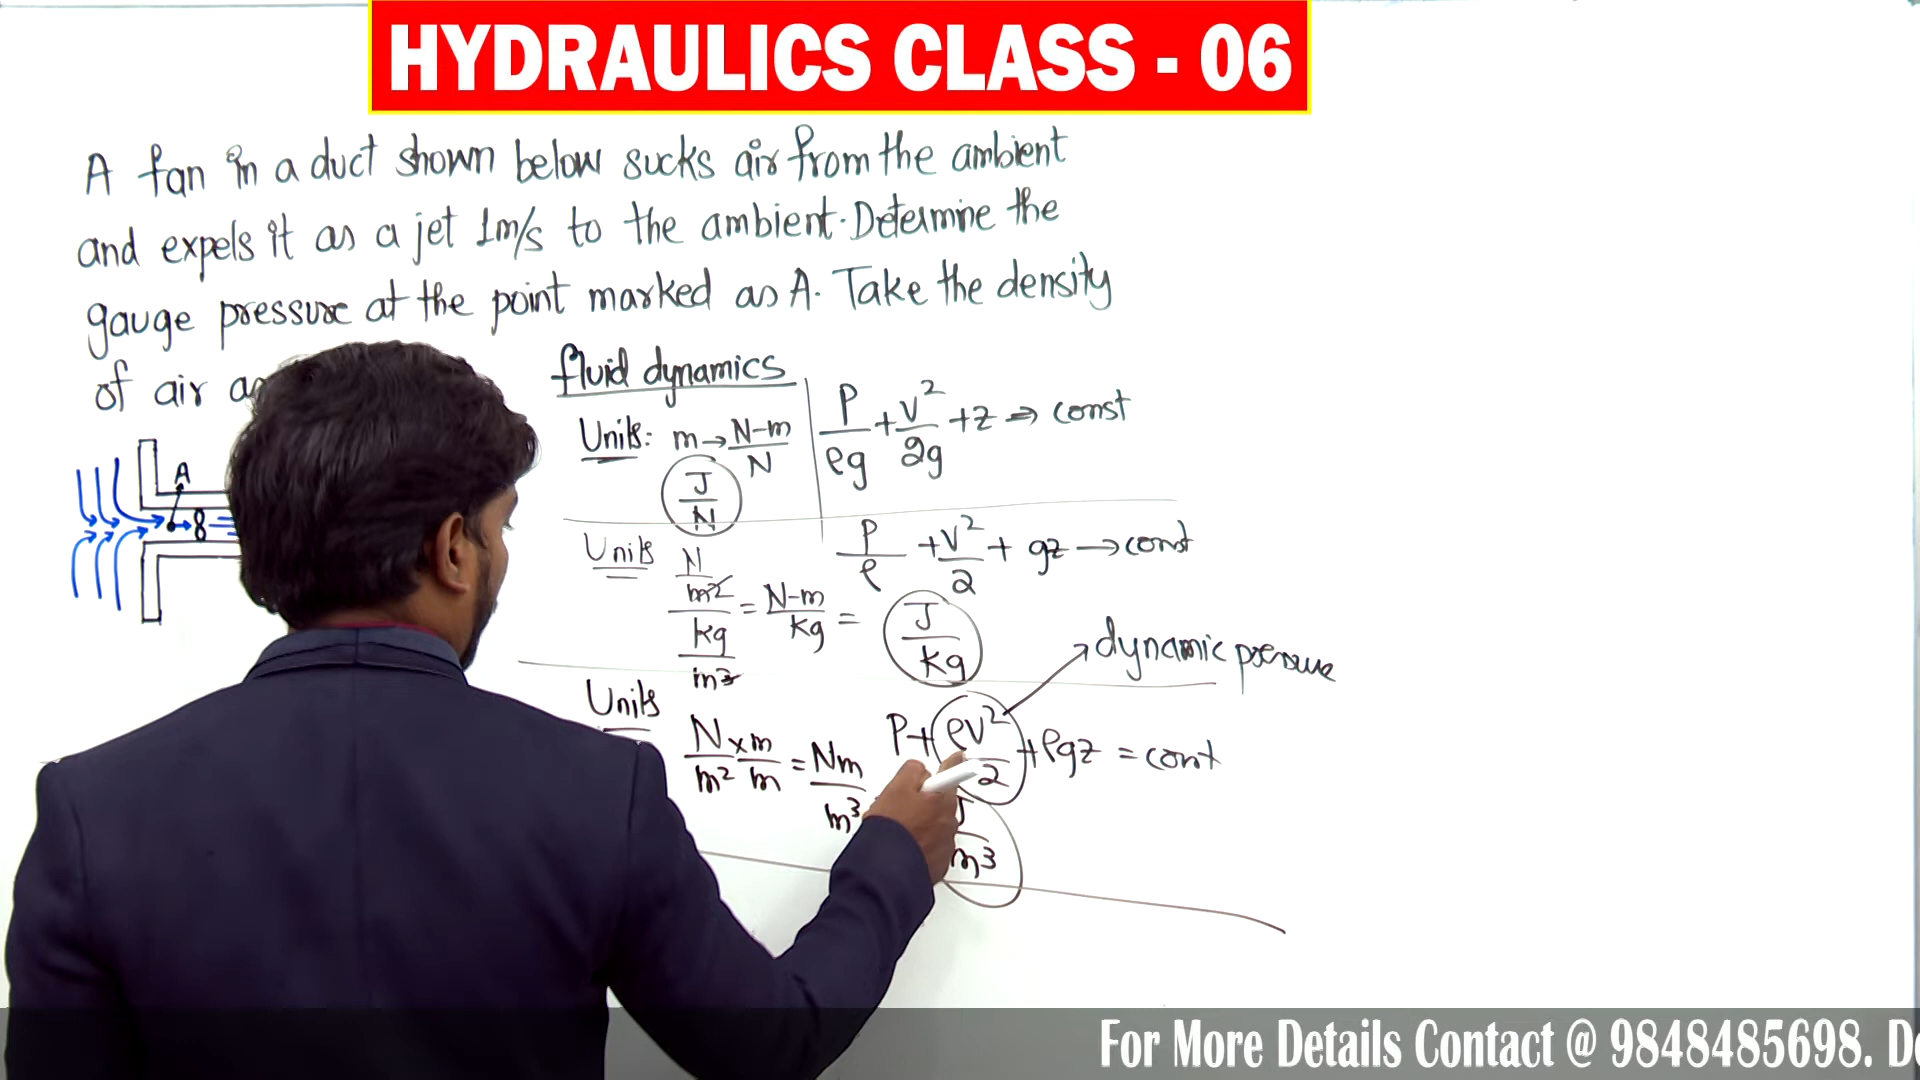 HYDRAULICS CLASS - 06
A fan in a duct shown below sucks air from the ambient
and expels it as a jet 1m/s to the ambient. Determine the
gauge pressure at the point marked as A. Take the density
of air as
fluid dynamics
Units: m → N-m/N
J/N
P/ρg + v²/2g + z → const
A
8
Units N/m² / kg/m³ = N-m/kg = J/kg
P/ρ + v²/2 + gz → const
dynamic pressure
Units N/m² × m/m = Nm/m³
J/m³
P + ρv²/2 + ρgz = cont
For More Details Contact @ 9848485698.